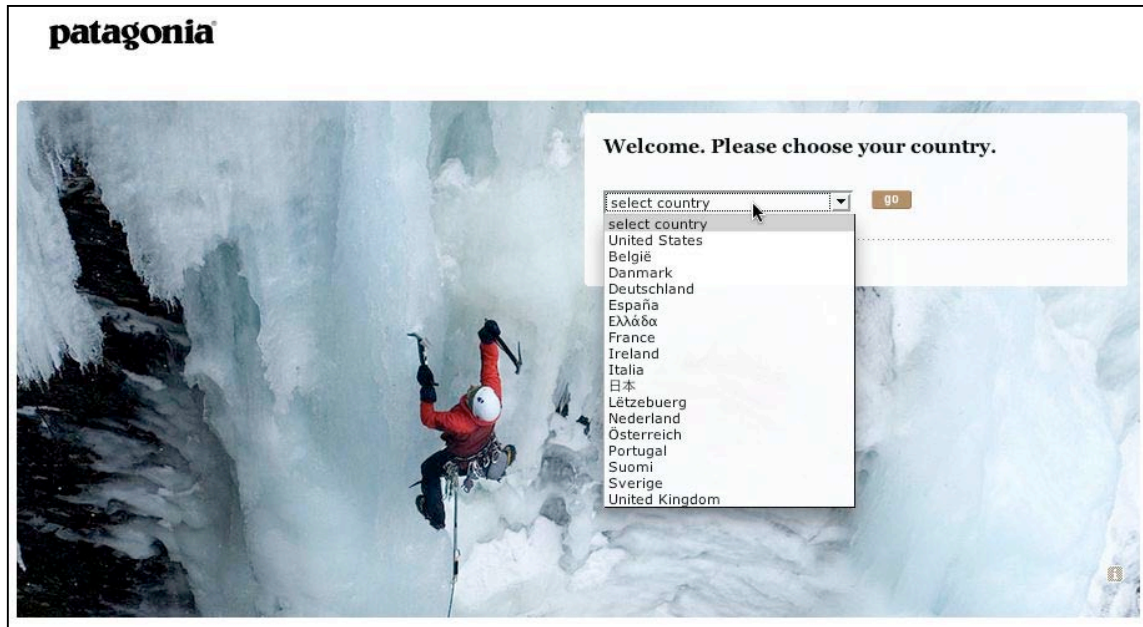 patagonia®
Welcome. Please choose your country.
select country
go
select country
United States
België
Danmark
Deutschland
España
Ελλάδα
France
Ireland
Italia
日本
Lëtzebuerg
Nederland
Österreich
Portugal
Suomi
Sverige
United Kingdom
i